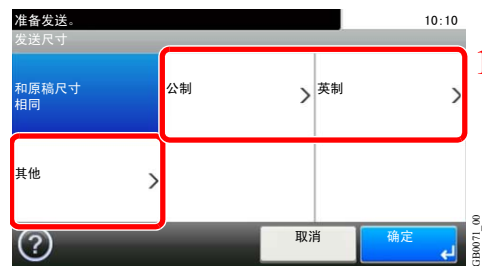 准备发送。 10:10
发送尺寸
和原稿尺寸
相同
公制 > 英制 >
1
其他 >
?
取消 确定
GB0071_00